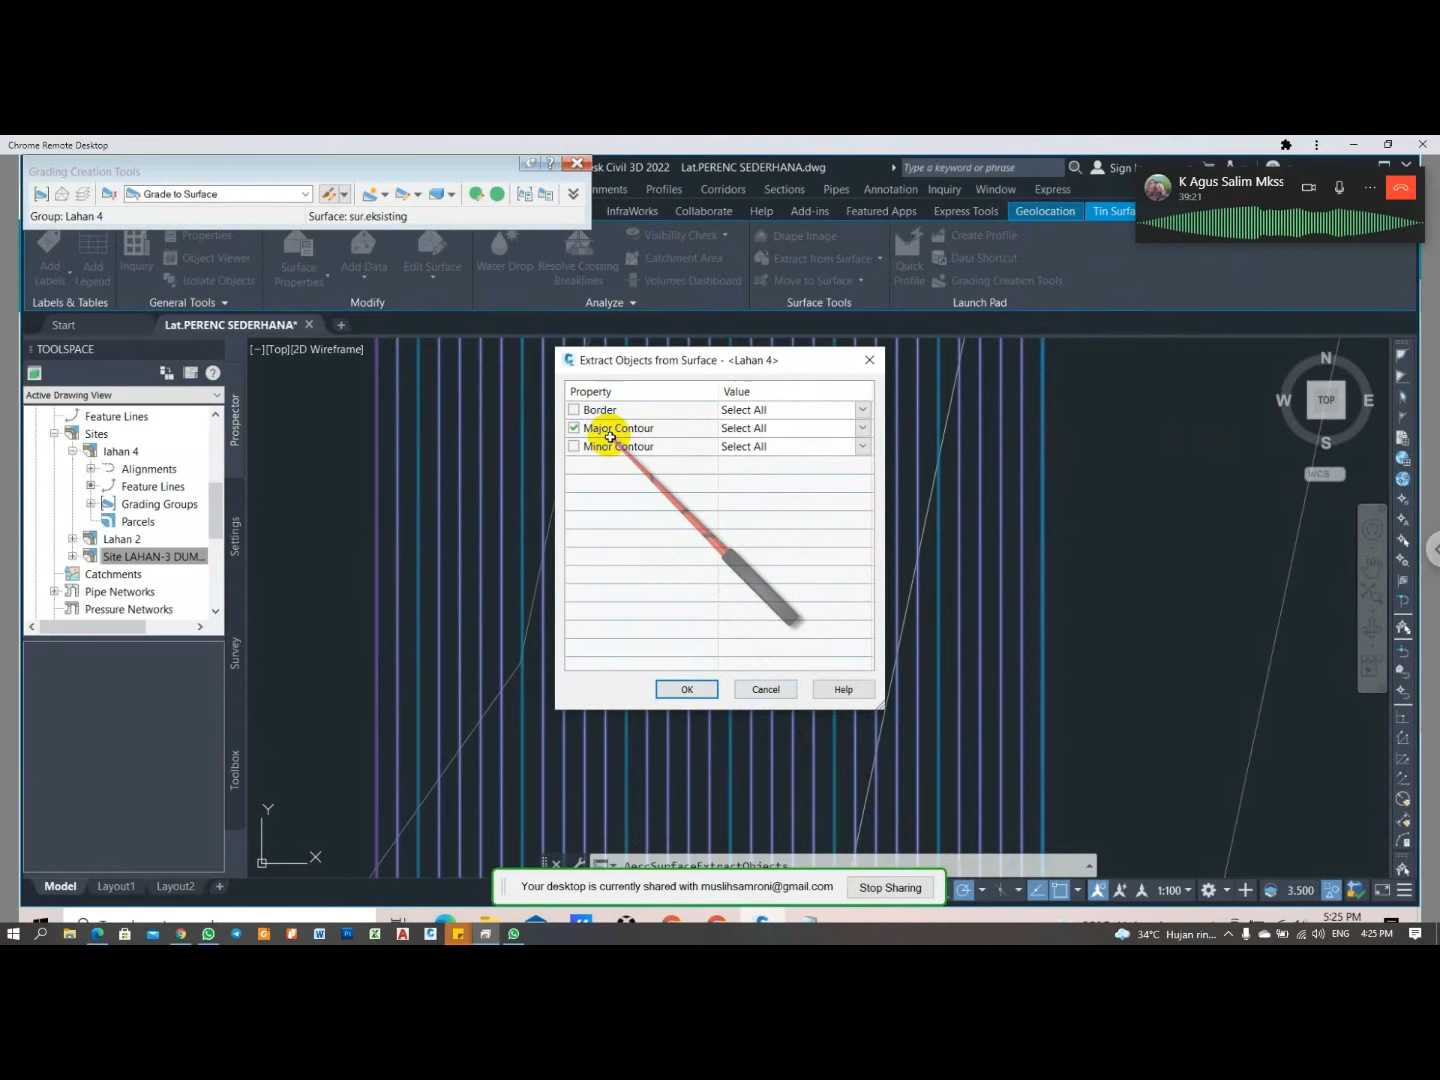 Chrome Remote Desktop
Grading Creation Tools
Grade to Surface
Group: Lahan 4
Surface: sur.eksisting
desk Civil 3D 2022
Lat.PERENC SEDERHANA.dwg
Type a keyword or phrase
K Agus Salim Mkss
39:21
Profiles
Corridors
Sections
Pipes
Annotation
Inquiry
Window
Express
InfraWorks
Collaborate
Help
Add-ins
Featured Apps
Express Tools
Geolocation
Tin Surfa
Add Labels
Add Legend
Inquiry
Properties
Object Viewer
Isolate Objects
Surface Properties
Add Data
Edit Surface
Water Drop
Resolve Crossing Breaklines
Visibility Check
Catchment Area
Volumes Dashboard
Drape Image
Extract from Surface
Move to Surface
Quick Profile
Create Profile
Data Shortcut
Grading Creation Tools
Labels & Tables
General Tools
Modify
Analyze
Surface Tools
Launch Pad
Start
Lat.PERENC SEDERHANA*
TOOLSPACE
Active Drawing View
Feature Lines
Sites
lahan 4
Alignments
Feature Lines
Grading Groups
Parcels
Lahan 2
Site LAHAN-3 DUM...
Catchments
Pipe Networks
Pressure Networks
Prospector
Settings
Survey
Toolbox
[−][Top][2D Wireframe]
Extract Objects from Surface - <Lahan 4>
Property
Value
Border
Select All
Major Contour
Select All
Minor Contour
Select All
OK
Cancel
Help
N
W
TOP
E
S
WCS
Y
X
AeccSurfaceExtractObjects
Your desktop is currently shared with muslihsamroni@gmail.com
Stop Sharing
Model
Layout1
Layout2
1:100
3.500
5:25 PM
34°C Hujan rin...
ENG
4:25 PM